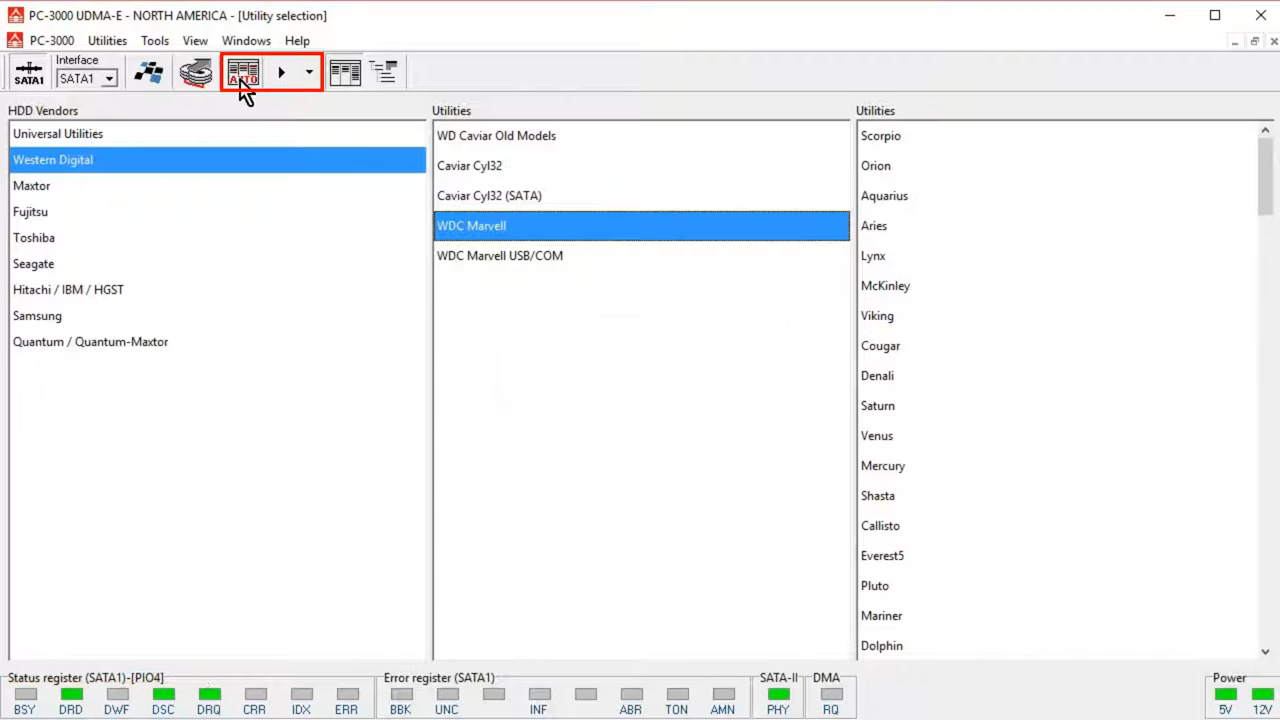 PC-3000 UDMA-E - NORTH AMERICA - [Utility selection]
PC-3000 Utilities Tools View Windows Help
SATA1
Interface
SATA1
AUTO
HDD Vendors
Universal Utilities
Western Digital
Maxtor
Fujitsu
Toshiba
Seagate
Hitachi / IBM / HGST
Samsung
Quantum / Quantum-Maxtor
Utilities
WD Caviar Old Models
Caviar Cyl32
Caviar Cyl32 (SATA)
WDC Marvell
WDC Marvell USB/COM
Utilities
Scorpio
Orion
Aquarius
Aries
Lynx
McKinley
Viking
Cougar
Denali
Saturn
Venus
Mercury
Shasta
Callisto
Everest5
Pluto
Mariner
Dolphin
Status register (SATA1)-[PIO4]
BSY DRD DWF DSC DRQ CRR IDX ERR
Error register (SATA1)
BBK UNC INF ABR TON AMN
SATA-II
PHY
DMA
RQ
Power
5V 12V